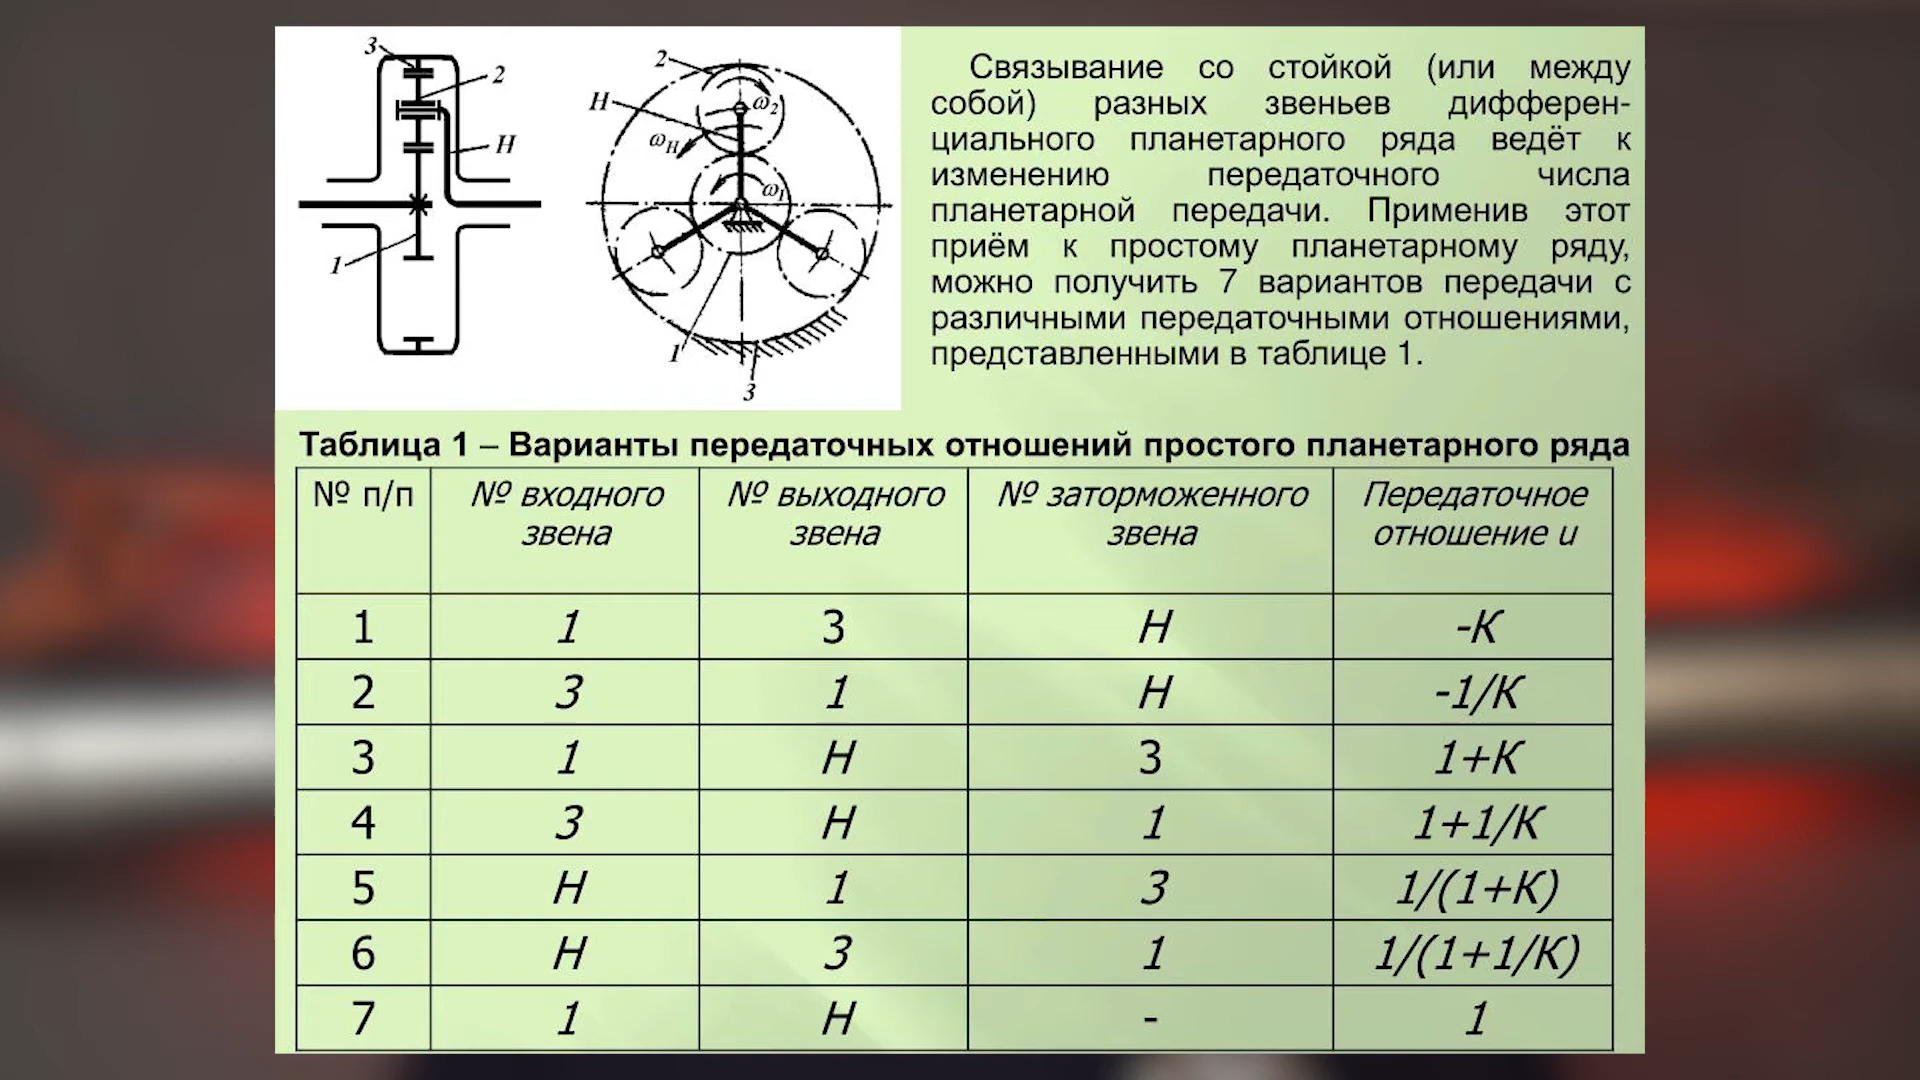 3
2
H
1
2
H
ω2
ωH
ω1
1
3
Связывание со стойкой (или между
собой) разных звеньев дифферен-
циального планетарного ряда ведёт к
изменению передаточного числа
планетарной передачи. Применив этот
приём к простому планетарному ряду,
можно получить 7 вариантов передачи с
различными передаточными отношениями,
представленными в таблице 1.
Таблица 1 – Варианты передаточных отношений простого планетарного ряда
№ п/п № входного звена № выходного звена № заторможенного звена Передаточное отношение u
1 1 3 H -К
2 3 1 H -1/К
3 1 H 3 1+К
4 3 H 1 1+1/К
5 H 1 3 1/(1+К)
6 H 3 1 1/(1+1/К)
7 1 H - 1